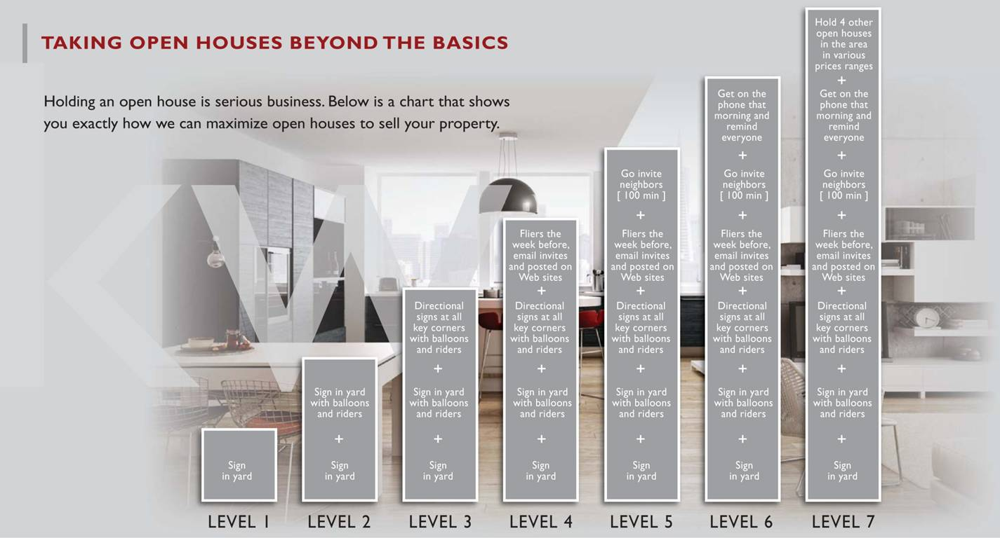 TAKING OPEN HOUSES BEYOND THE BASICS
Holding an open house is serious business. Below is a chart that shows
you exactly how we can maximize open houses to sell your property.
KW
Sign
in yard
LEVEL 1
Sign in yard
with balloons
and riders
+
Sign
in yard
LEVEL 2
Directional
signs at all
key corners
with balloons
and riders
+
Sign in yard
with balloons
and riders
+
Sign
in yard
LEVEL 3
Fliers the
week before,
email invites
and posted on
Web sites
+
Directional
signs at all
key corners
with balloons
and riders
+
Sign in yard
with balloons
and riders
+
Sign
in yard
LEVEL 4
Go invite
neighbors
[ 100 min ]
+
Fliers the
week before,
email invites
and posted on
Web sites
+
Directional
signs at all
key corners
with balloons
and riders
+
Sign in yard
with balloons
and riders
+
Sign
in yard
LEVEL 5
Get on the
phone that
morning and
remind
everyone
+
Go invite
neighbors
[ 100 min ]
+
Fliers the
week before,
email invites
and posted on
Web sites
+
Directional
signs at all
key corners
with balloons
and riders
+
Sign in yard
with balloons
and riders
+
Sign
in yard
LEVEL 6
Hold 4 other
open houses
in the area
in various
prices ranges
+
Get on the
phone that
morning and
remind
everyone
+
Go invite
neighbors
[ 100 min ]
+
Fliers the
week before,
email invites
and posted on
Web sites
+
Directional
signs at all
key corners
with balloons
and riders
+
Sign in yard
with balloons
and riders
+
Sign
in yard
LEVEL 7